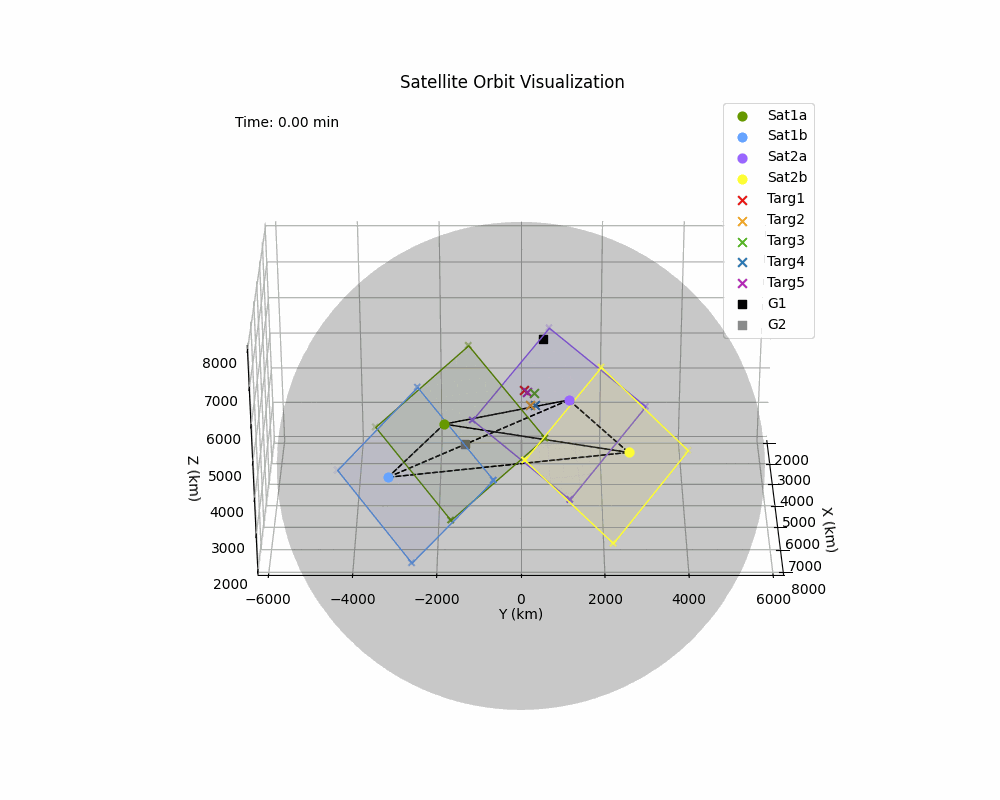 Satellite Orbit Visualization
Time: 0.00 min
Sat1a
Sat1b
Sat2a
Sat2b
Targ1
Targ2
Targ3
Targ4
Targ5
G1
G2
8000
7000
6000
5000
4000
3000
2000
Z (km)
−6000
−4000
−2000
0
2000
4000
6000
Y (km)
2000
3000
4000
5000
6000
7000
8000
X (km)